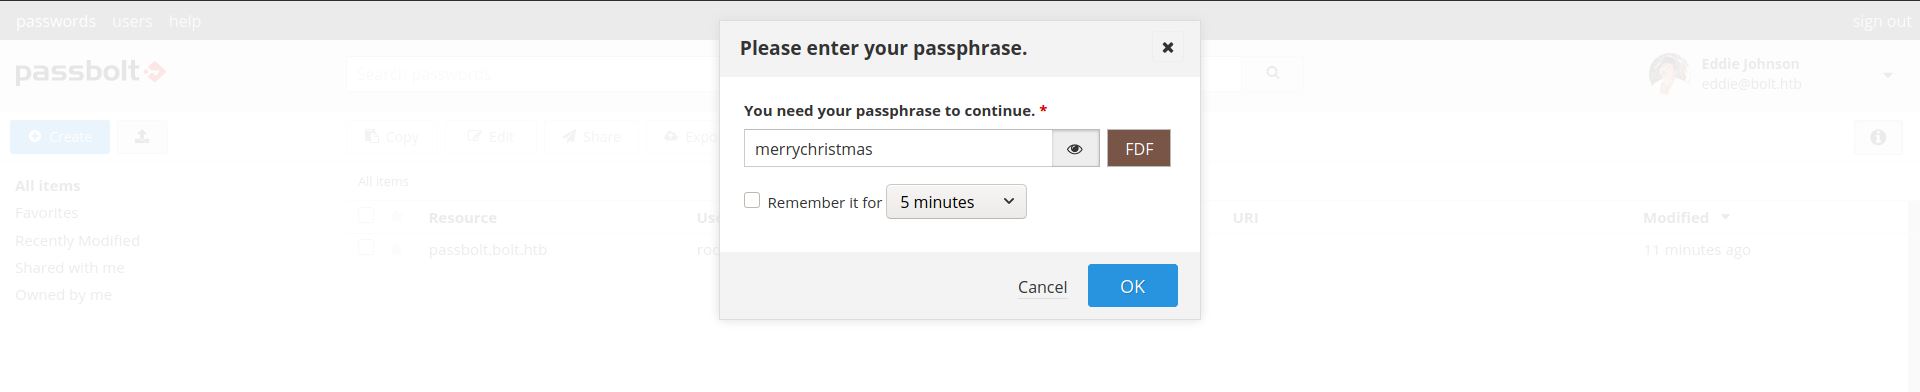 passwords users help sign out
Please enter your passphrase.
passbolt
Search passwords
Eddie Johnson
eddie@bolt.htb
You need your passphrase to continue. *
Create
Copy
Edit
Share
Expo
merrychristmas
FDF
All items
All items
Remember it for 5 minutes
Favorites
Resource
Use
URI
Modified
Recently Modified
passbolt.bolt.htb
roo
11 minutes ago
Shared with me
Owned by me
Cancel
OK